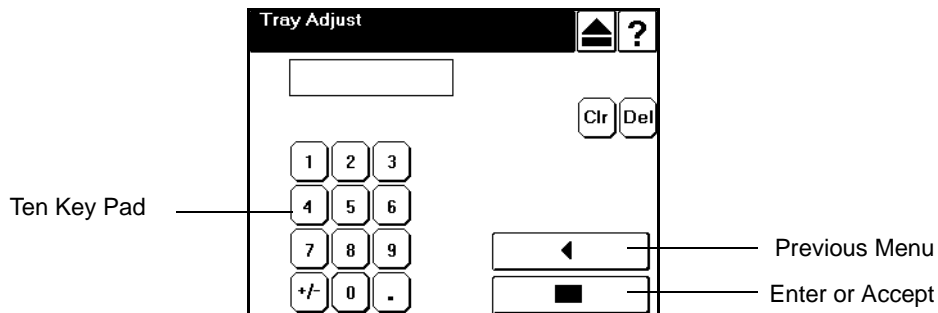 Tray Adjust
?
Clr Del
1 2 3
Ten Key Pad
4 5 6
7 8 9
Previous Menu
+/- 0 .
Enter or Accept